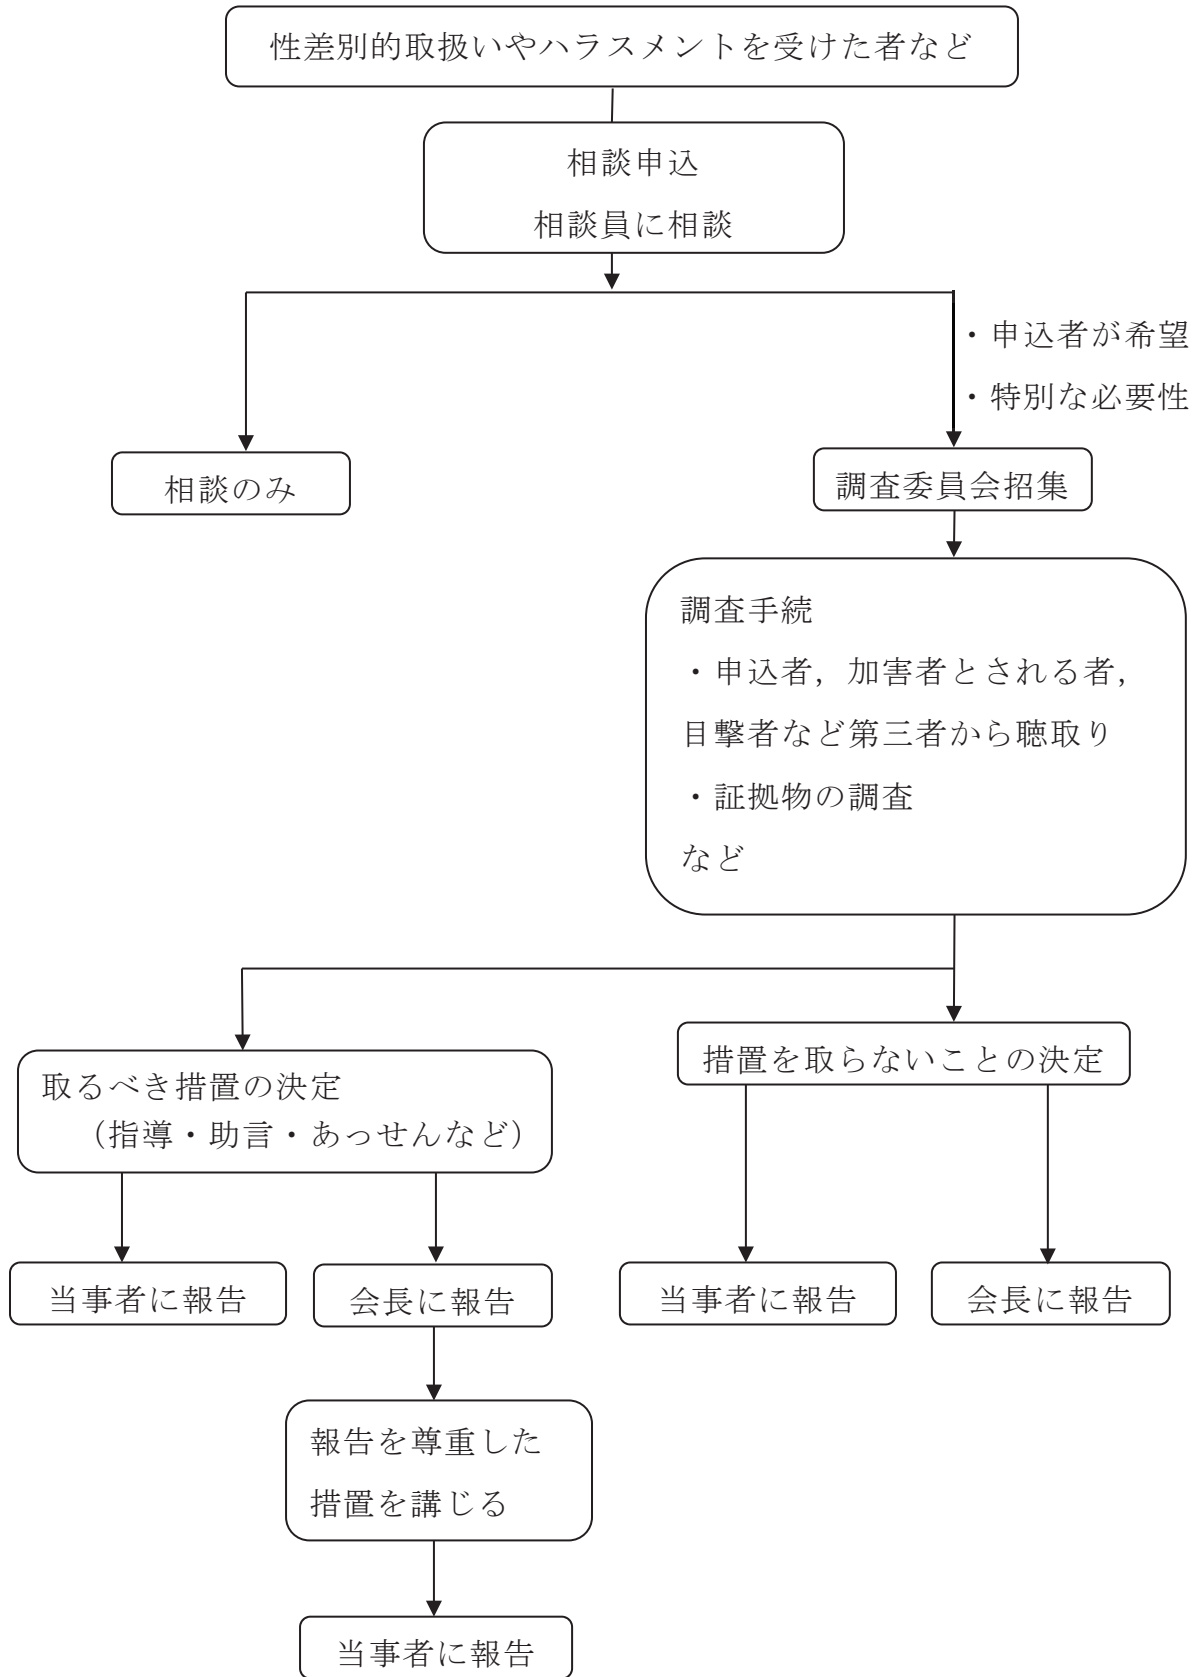 性差別的取扱いやハラスメントを受けた者など
相談申込
相談員に相談
・申込者が希望
・特別な必要性
相談のみ
調査委員会招集
調査手続
・申込者，加害者とされる者，
目撃者など第三者から聴取り
・証拠物の調査
など
取るべき措置の決定
（指導・助言・あっせんなど）
措置を取らないことの決定
当事者に報告
会長に報告
当事者に報告
会長に報告
報告を尊重した
措置を講じる
当事者に報告